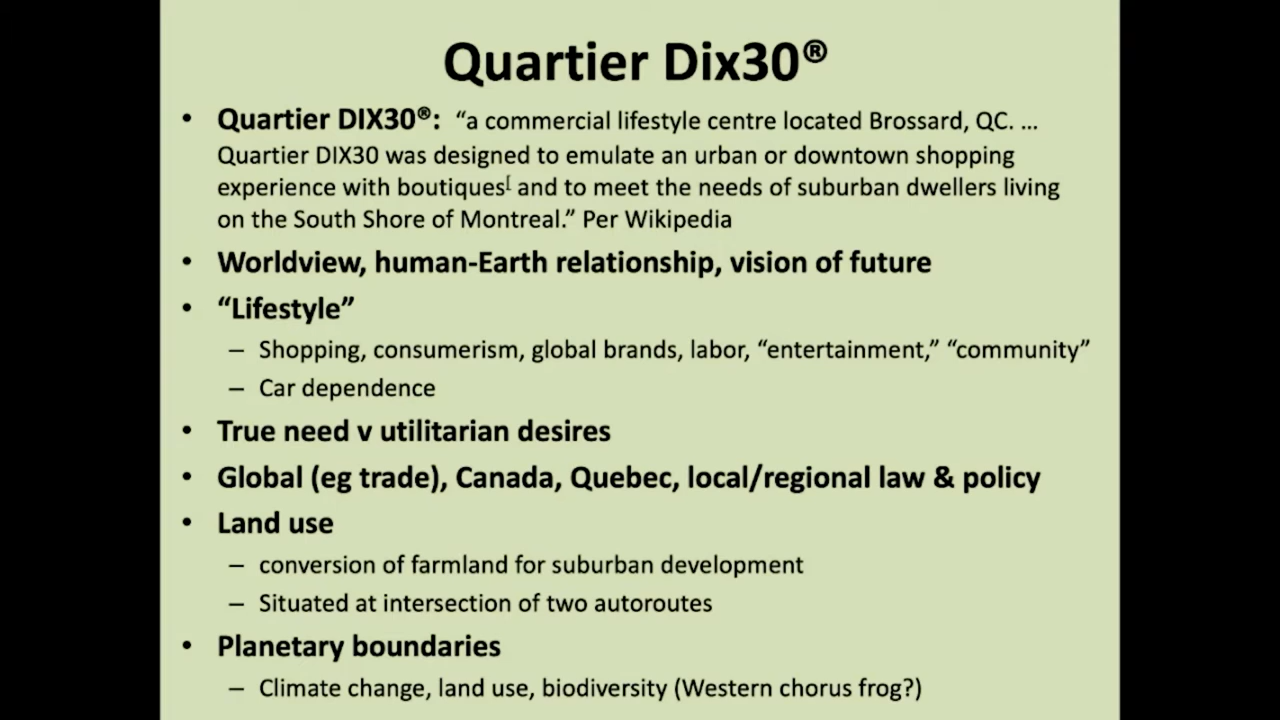 Quartier Dix30®
• Quartier DIX30®: “a commercial lifestyle centre located Brossard, QC. …
Quartier DIX30 was designed to emulate an urban or downtown shopping
experience with boutiques[ and to meet the needs of suburban dwellers living
on the South Shore of Montreal.” Per Wikipedia
• Worldview, human-Earth relationship, vision of future
• “Lifestyle”
– Shopping, consumerism, global brands, labor, “entertainment,” “community”
– Car dependence
• True need v utilitarian desires
• Global (eg trade), Canada, Quebec, local/regional law & policy
• Land use
– conversion of farmland for suburban development
– Situated at intersection of two autoroutes
• Planetary boundaries
– Climate change, land use, biodiversity (Western chorus frog?)